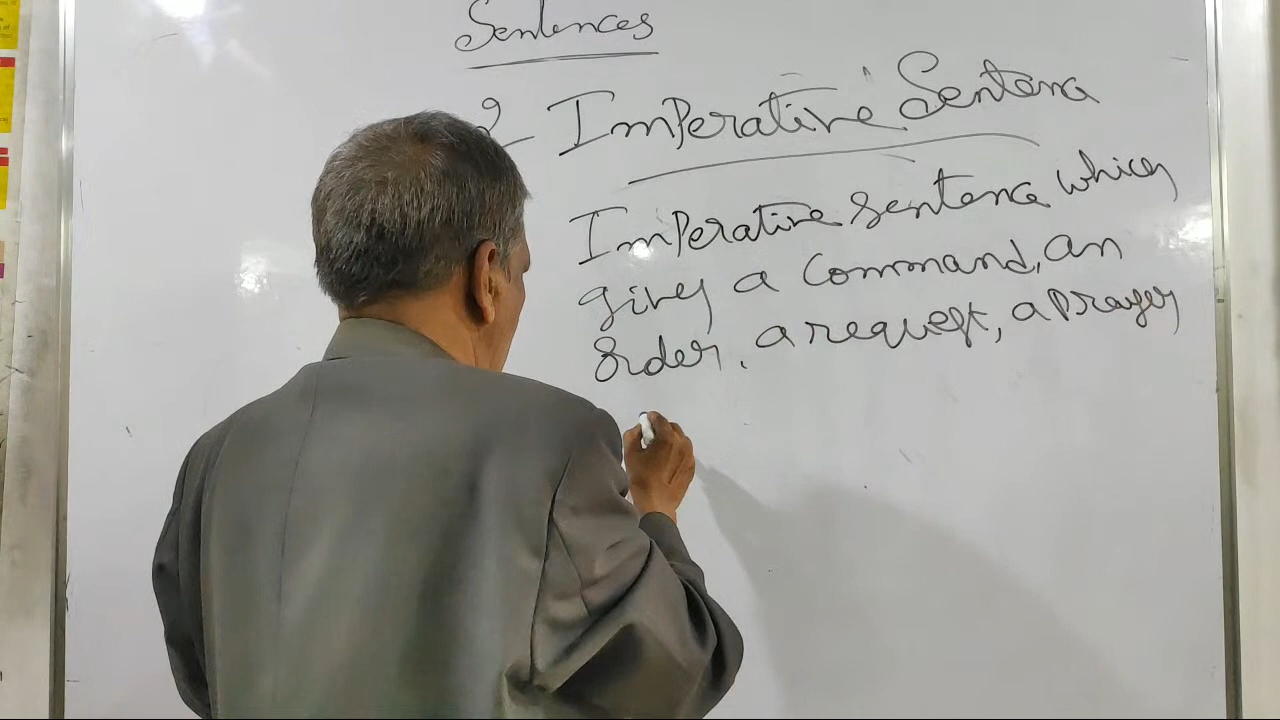 Sentences
2 Imperative Sentence
Imperative sentence which
gives a command, an
order, a request, a prayer